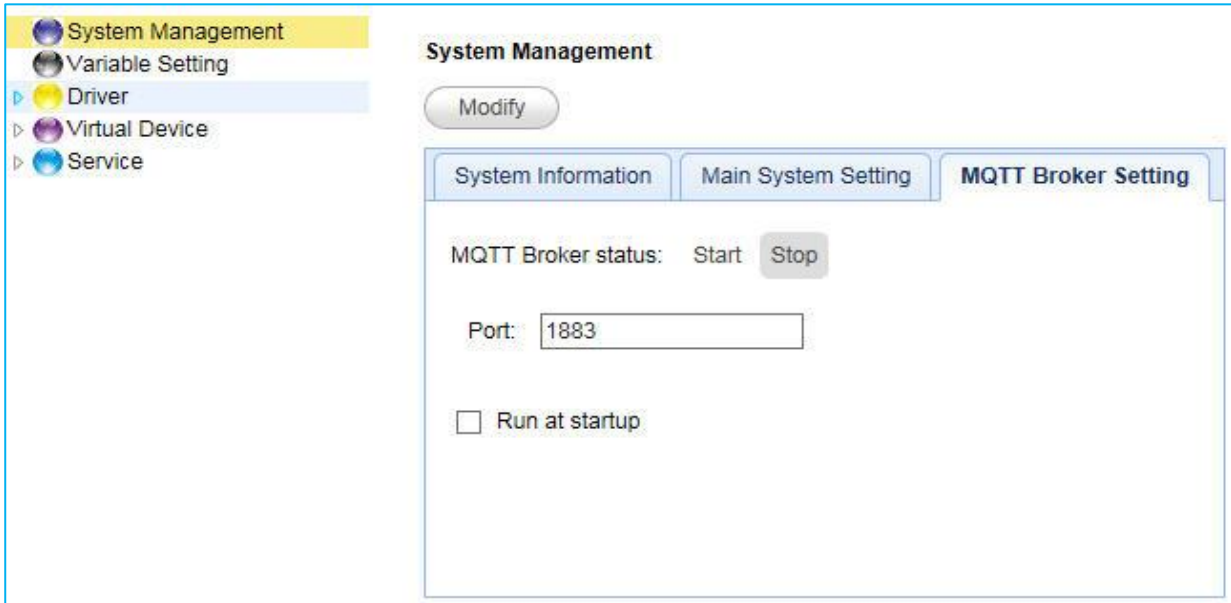 System Management
Variable Setting
Driver
Virtual Device
Service
System Management
Modify
System Information Main System Setting MQTT Broker Setting
MQTT Broker status: Start Stop
Port: 1883
Run at startup